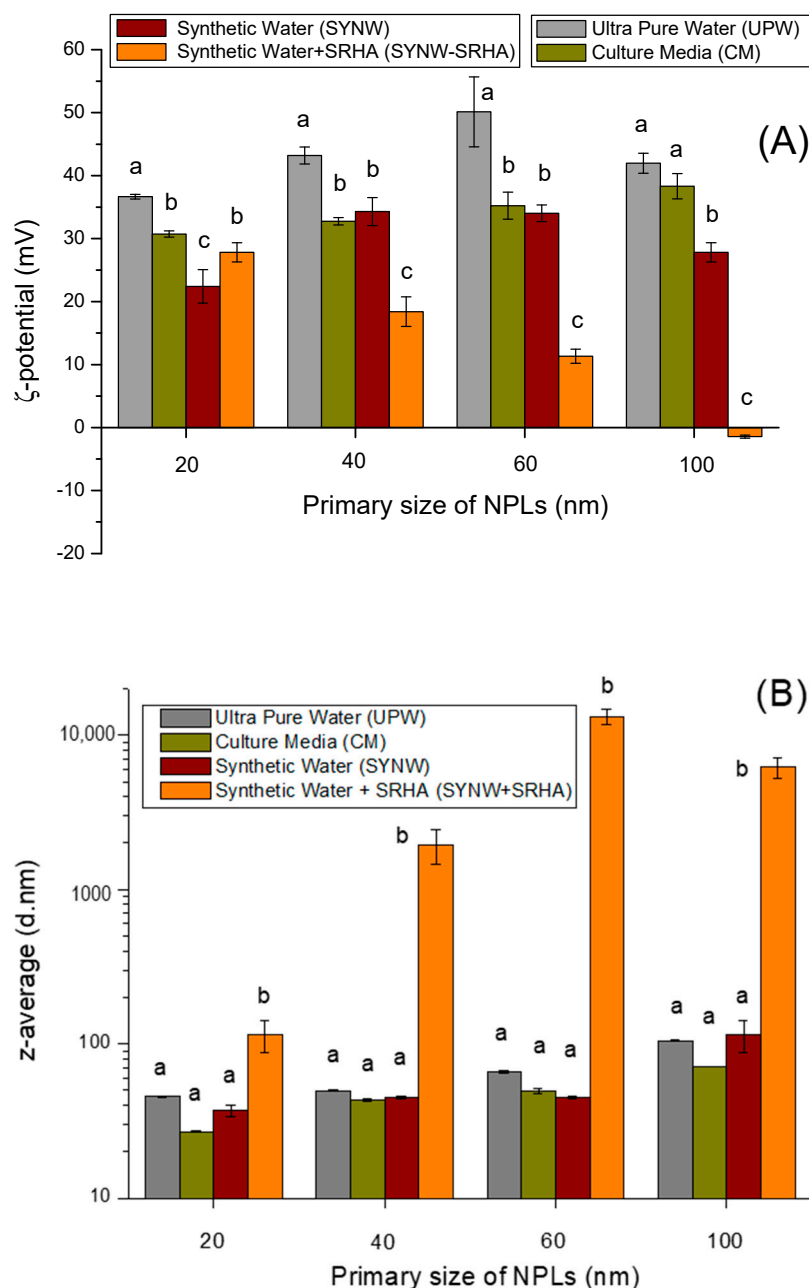 Synthetic Water (SYNW)
Synthetic Water+SRHA (SYNW-SRHA)
Ultra Pure Water (UPW)
Culture Media (CM)
(A)
60
50
40
30
20
10
0
-10
-20
ζ-potential (mV)
a
b
c
b
a
b
b
c
a
b
b
c
a
a
b
c
20
40
60
100
Primary size of NPLs (nm)
(B)
Ultra Pure Water (UPW)
Culture Media (CM)
Synthetic Water (SYNW)
Synthetic Water + SRHA (SYNW+SRHA)
10,000
1000
100
10
z-average (d.nm)
a
a
a
b
a
a
a
b
a
a
a
b
a
a
a
b
20
40
60
100
Primary size of NPLs (nm)